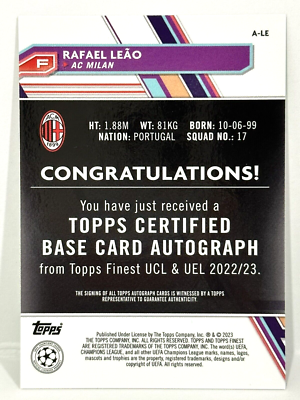 A-LE
F
RAFAEL LEÃO
AC MILAN
ACM
1899
HT: 1.88M WT: 81KG BORN: 10-06-99
NATION: PORTUGAL SQUAD NO.: 17
CONGRATULATIONS!
You have just received a
TOPPS CERTIFIED
BASE CARD AUTOGRAPH
from Topps Finest UCL & UEL 2022/23.
THE SIGNING OF ALL TOPPS AUTOGRAPH CARDS IS WITNESSED BY A TOPPS
REPRESENTATIVE TO GUARANTEE AUTHENTICITY.
Topps
Published Under License by The Topps Company, Inc. ® & © 2023
THE TOPPS COMPANY, INC. ALL RIGHTS RESERVED. TOPPS AND TOPPS FINEST
ARE REGISTERED TRADEMARKS OF THE TOPPS COMPANY, INC. The word(s) UEFA,
CHAMPIONS LEAGUE, and all other UEFA Champions League marks, names, logos,
mascots and trophies are the property, registered trademarks, designs and/or
copyright of UEFA. All rights reserved.